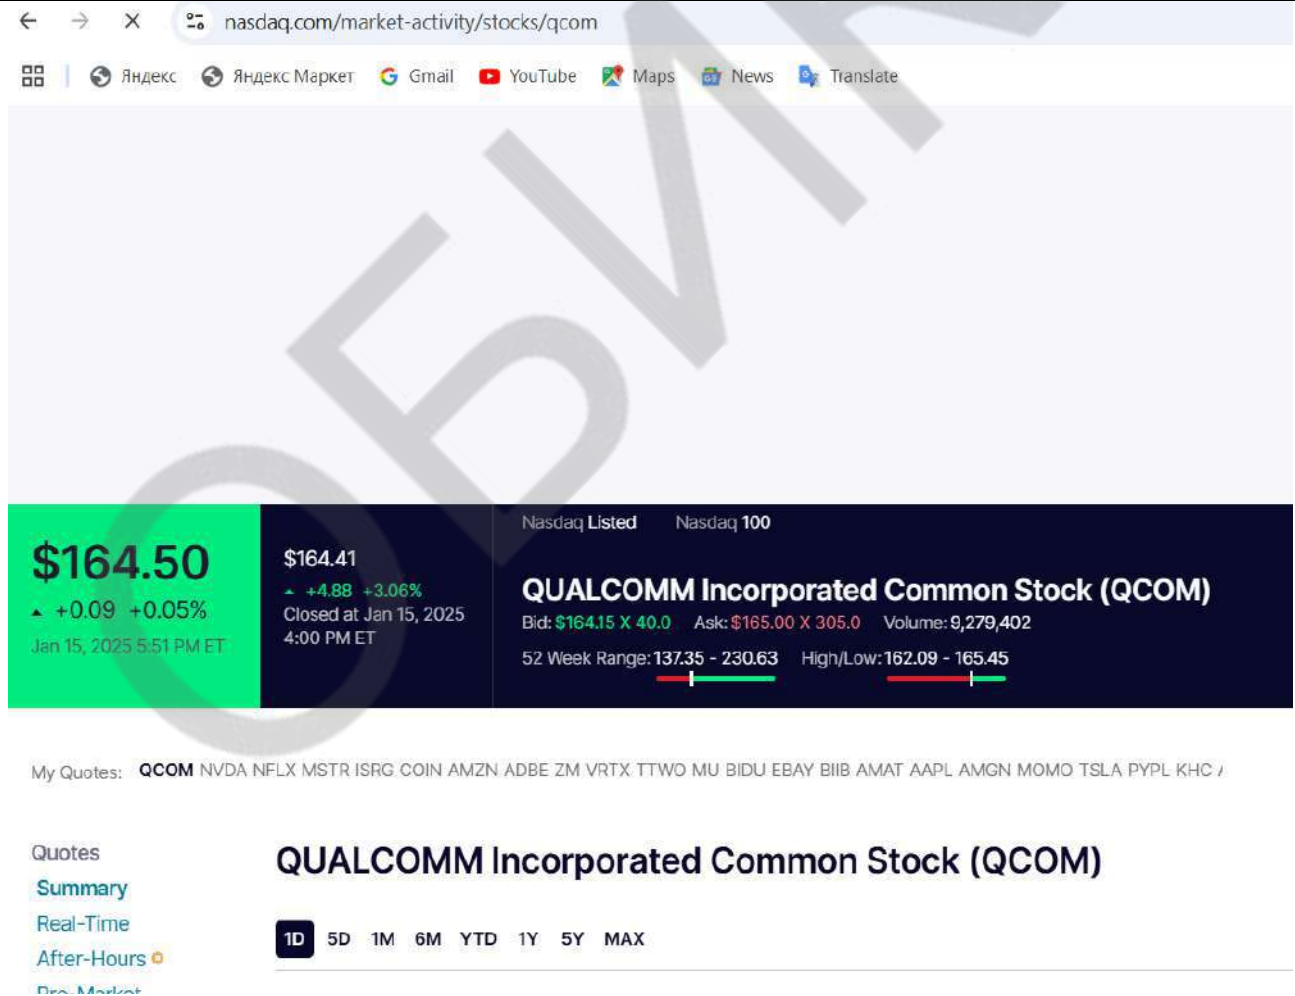 nasdaq.com/market-activity/stocks/qcom
Яндекс Яндекс Маркет Gmail YouTube Maps News Translate
ОБИ
Nasdaq Listed Nasdaq 100
$164.50
▲ +0.09 +0.05%
Jan 15, 2025 5:51 PM ET
$164.41
▲ +4.88 +3.06%
Closed at Jan 15, 2025
4:00 PM ET
QUALCOMM Incorporated Common Stock (QCOM)
Bid: $164.15 X 40.0 Ask: $165.00 X 305.0 Volume: 9,279,402
52 Week Range: 137.35 - 230.63 High/Low: 162.09 - 165.45
My Quotes: QCOM NVDA NFLX MSTR ISRG COIN AMZN ADBE ZM VRTX TTWO MU BIDU EBAY BIIB AMAT AAPL AMGN MOMO TSLA PYPL KHC
Quotes
Summary
Real-Time
After-Hours
Pre-Market
QUALCOMM Incorporated Common Stock (QCOM)
1D 5D 1M 6M YTD 1Y 5Y MAX